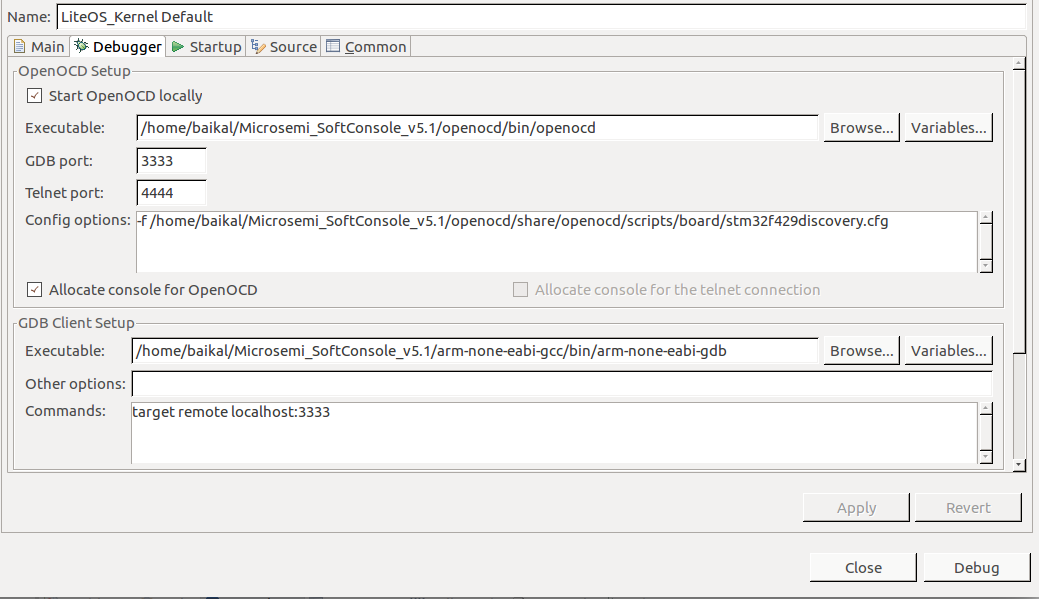 Name: LiteOS_Kernel Default
Main Debugger Startup Source Common
OpenOCD Setup
Start OpenOCD locally
Executable: /home/baikal/Microsemi_SoftConsole_v5.1/openocd/bin/openocd Browse... Variables...
GDB port: 3333
Telnet port: 4444
Config options: -f /home/baikal/Microsemi_SoftConsole_v5.1/openocd/share/openocd/scripts/board/stm32f429discovery.cfg
Allocate console for OpenOCD Allocate console for the telnet connection
GDB Client Setup
Executable: /home/baikal/Microsemi_SoftConsole_v5.1/arm-none-eabi-gcc/bin/arm-none-eabi-gdb Browse... Variables...
Other options:
Commands: target remote localhost:3333
Apply Revert
Close Debug